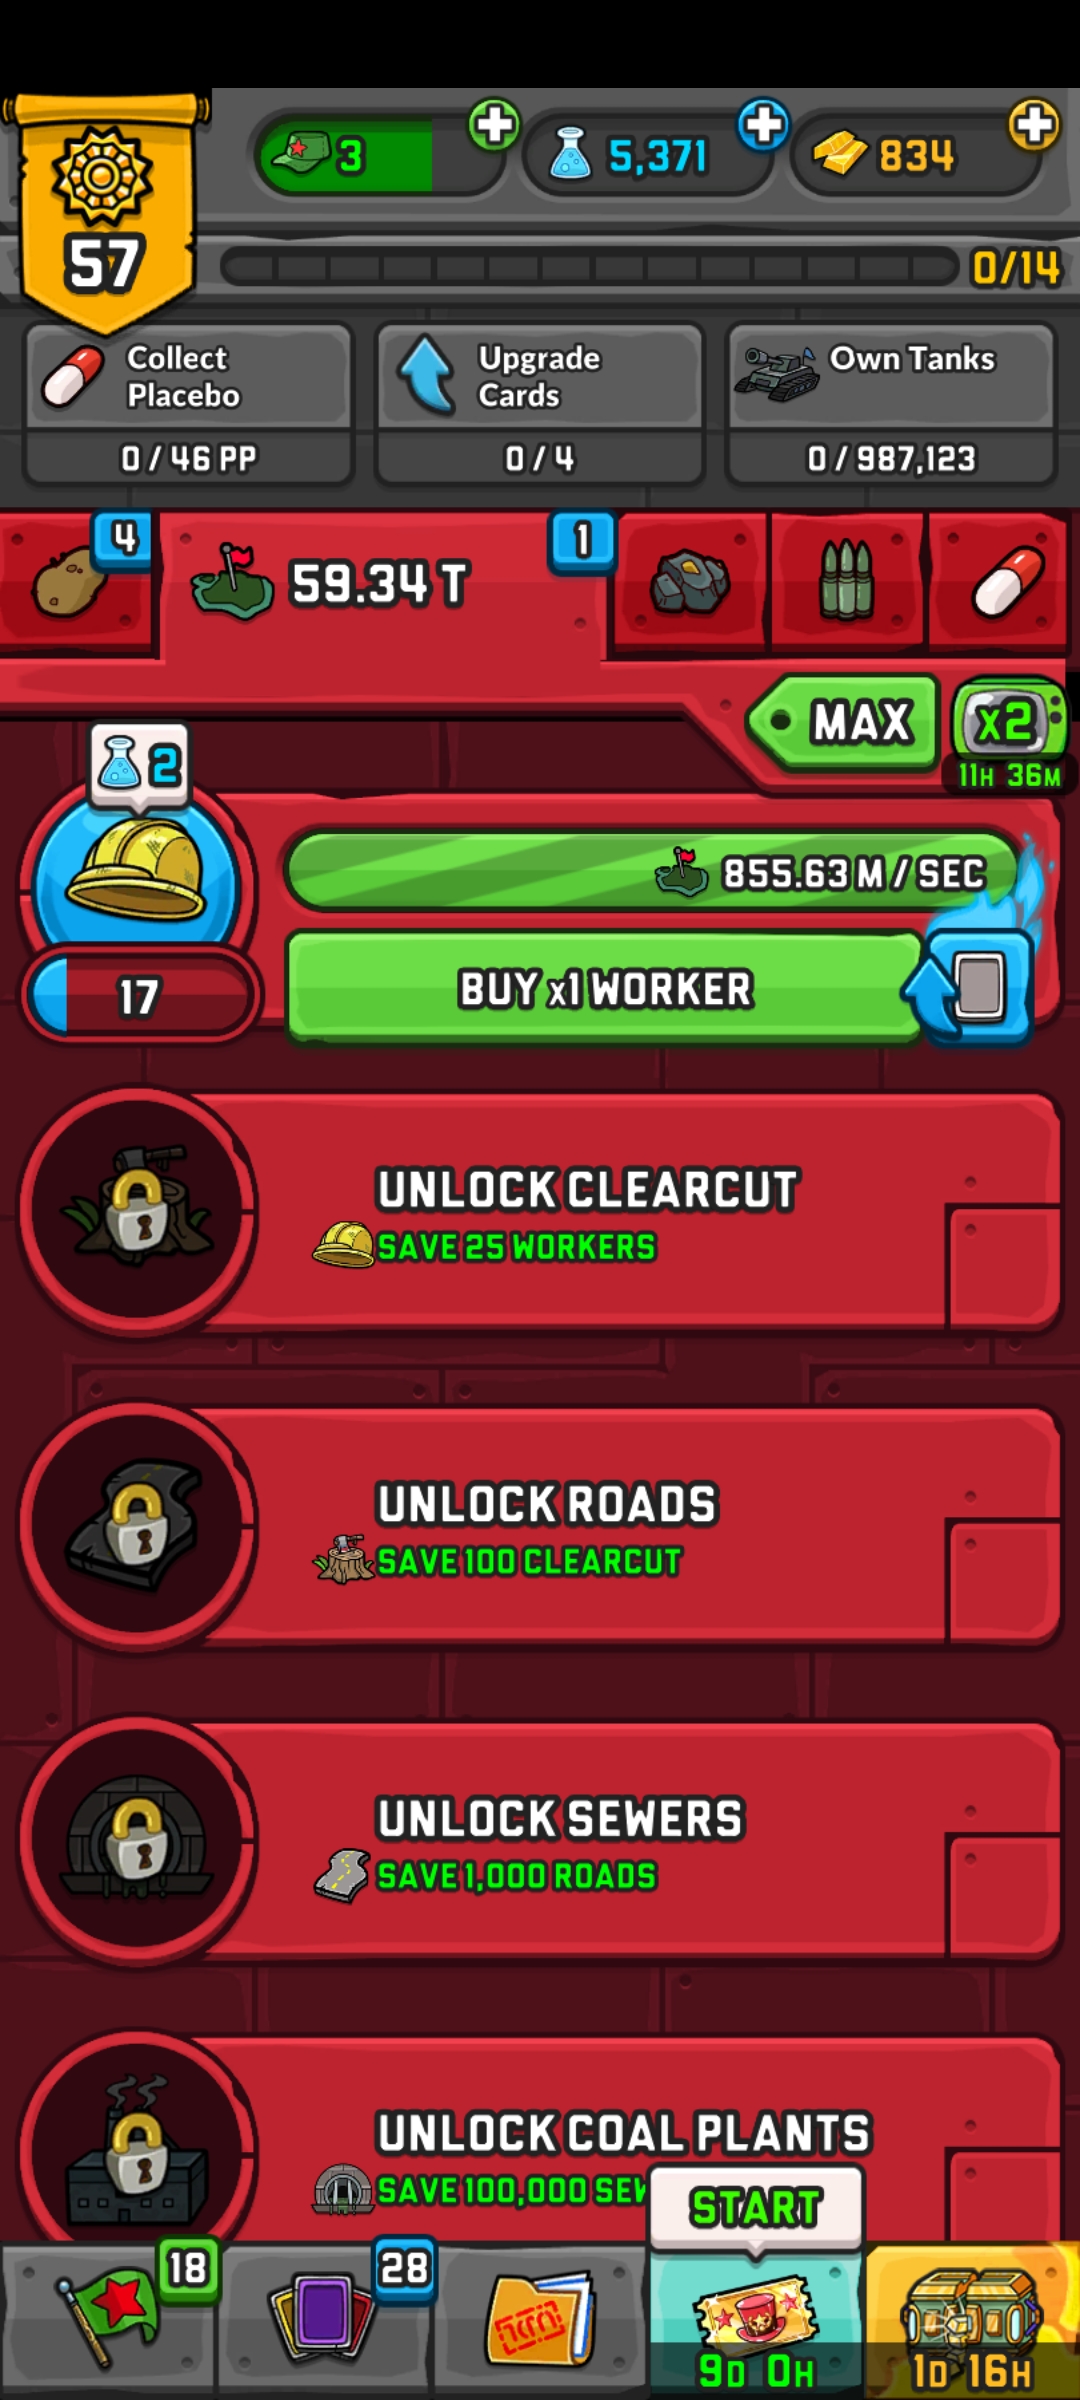 3
5,371
834
57
0/14
Collect
Placebo
0 / 46 PP
Upgrade
Cards
0 / 4
Own Tanks
0 / 987,123
4
59.34 T
1
MAX
X2
11H 36M
2
855.63 M / SEC
17
BUY x1 WORKER
UNLOCK CLEARCUT
SAVE 25 WORKERS
UNLOCK ROADS
SAVE 100 CLEARCUT
UNLOCK SEWERS
SAVE 1,000 ROADS
UNLOCK COAL PLANTS
SAVE 100,000 SEW
START
18
28
9D 0H
1D 16H